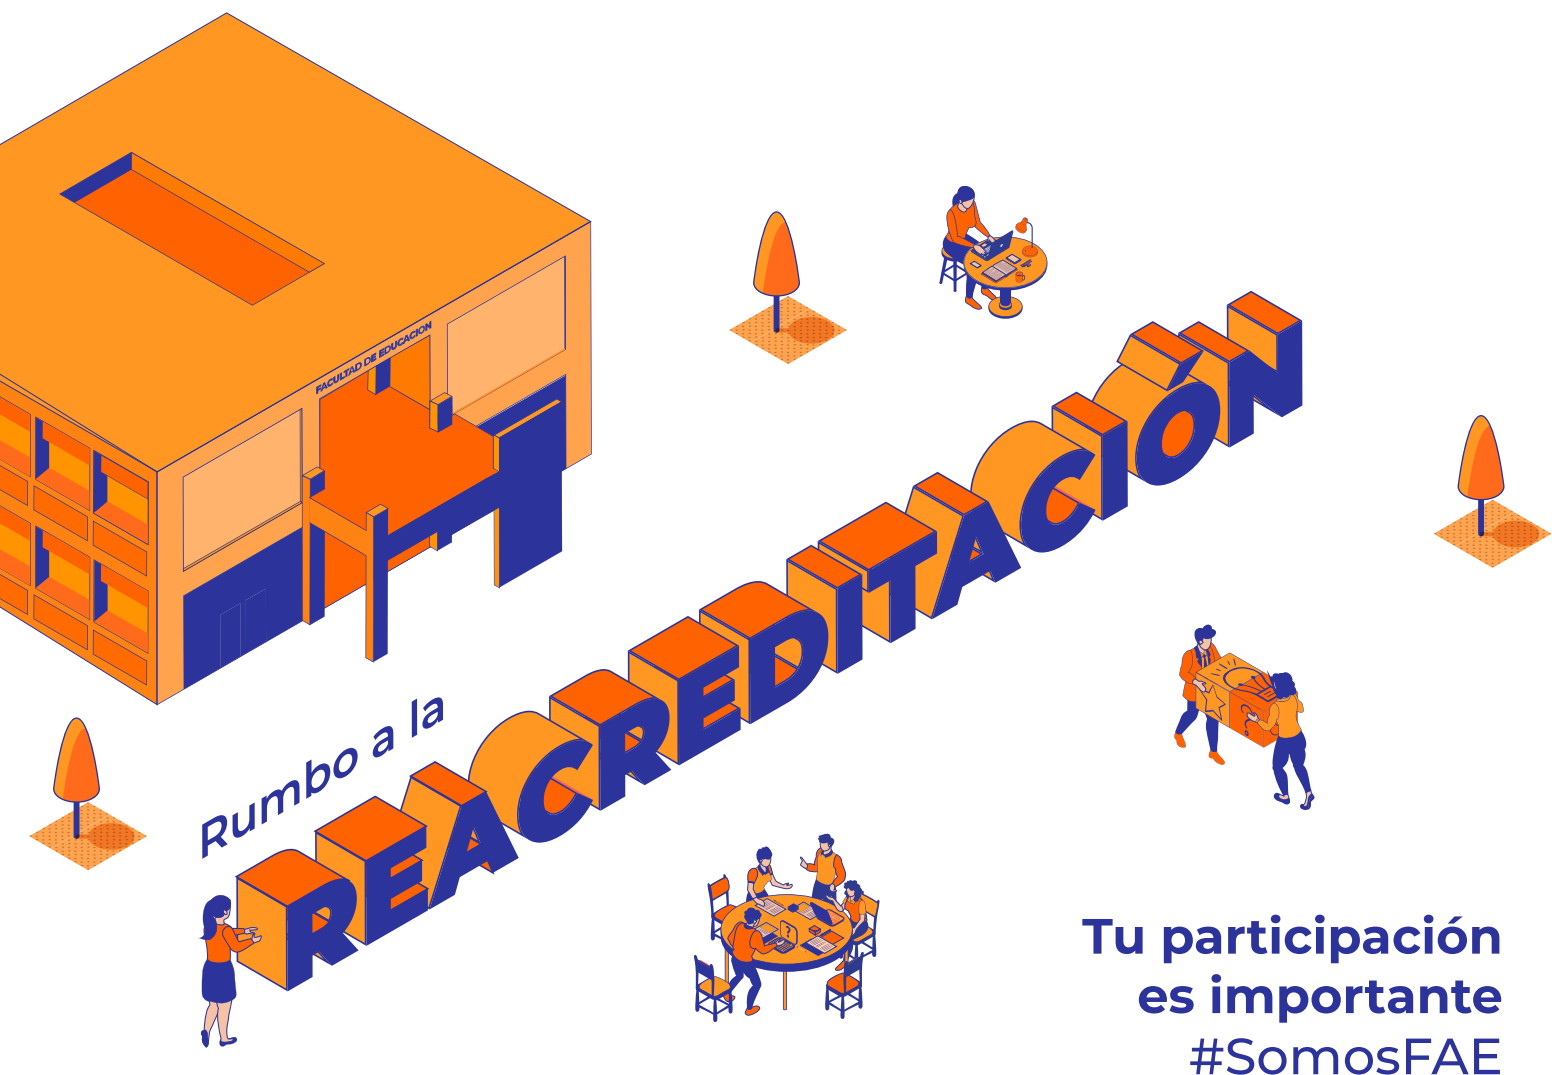 FACULTAD DE EDUCACION
Rumbo a la
REACREDITACIÓN
Tu participación
es importante
#SomosFAE